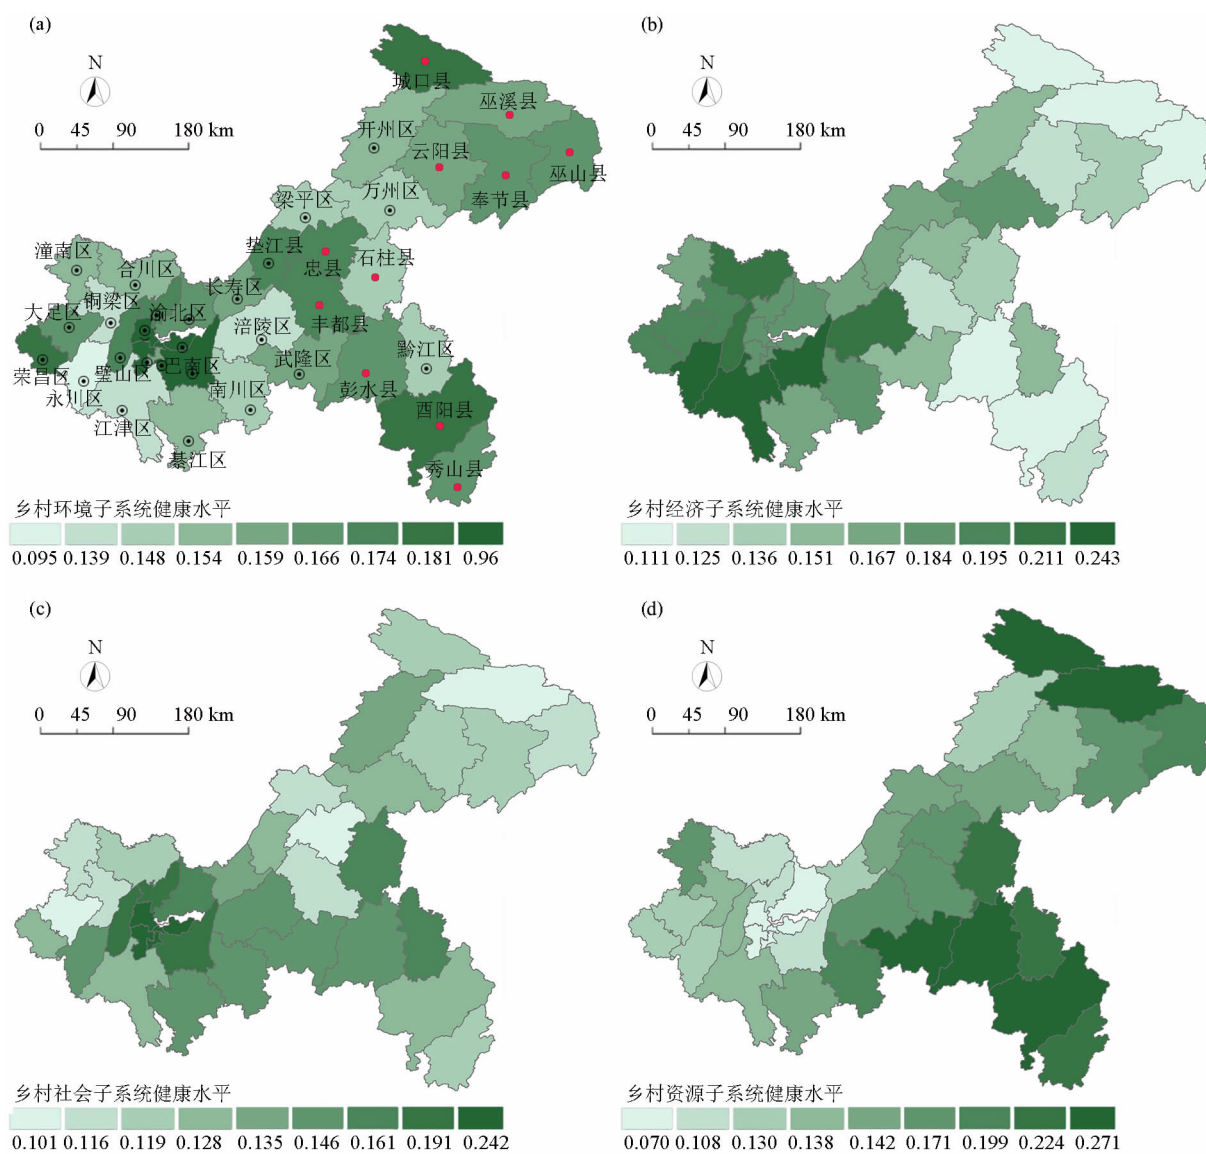 (a)
N
0 45 90 180 km
城口县
巫溪县
开州区
云阳县
巫山县
奉节县
万州区
梁平区
垫江县
忠县
石柱县
潼南区
合川区
长寿区
铜梁区
大足区
渝北区
丰都县
涪陵区
武隆区
黔江区
荣昌区
璧山区
巴南区
彭水县
永川区
南川区
酉阳县
江津区
綦江区
秀山县
乡村环境子系统健康水平
0.095 0.139 0.148 0.154 0.159 0.166 0.174 0.181 0.96
(b)
N
0 45 90 180 km
乡村经济子系统健康水平
0.111 0.125 0.136 0.151 0.167 0.184 0.195 0.211 0.243
(c)
N
0 45 90 180 km
乡村社会子系统健康水平
0.101 0.116 0.119 0.128 0.135 0.146 0.161 0.191 0.242
(d)
N
0 45 90 180 km
乡村资源子系统健康水平
0.070 0.108 0.130 0.138 0.142 0.171 0.199 0.224 0.271